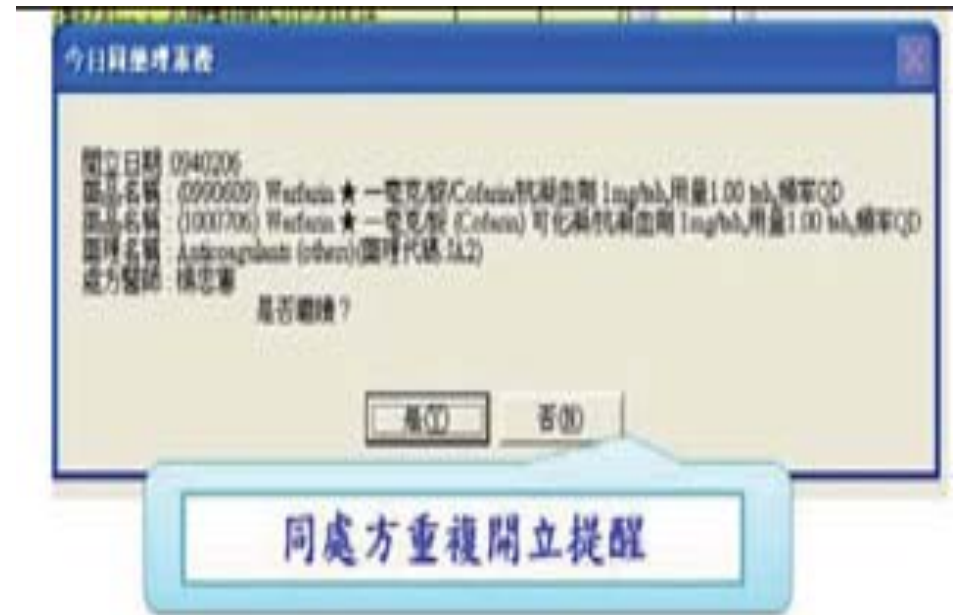 今日同藥理重複
開立日期 0940206
藥品名稱 : (0990609) Warfarin ★ 一毫克/錠/Cofarin/抗凝血劑 1mg/tab,用量1.00 tab,頻率QD
藥品名稱 : (1000706) Warfarin ★ 一毫克/錠 (Cofarin) 可化凝/抗凝血劑 1mg/tab,用量1.00 tab,頻率QD
藥理名稱 : Anticoagulants (others)(藥理代碼
處方醫師 : 楊忠
是否繼續？
是(Y)
否(N)
同處方重複開立提醒